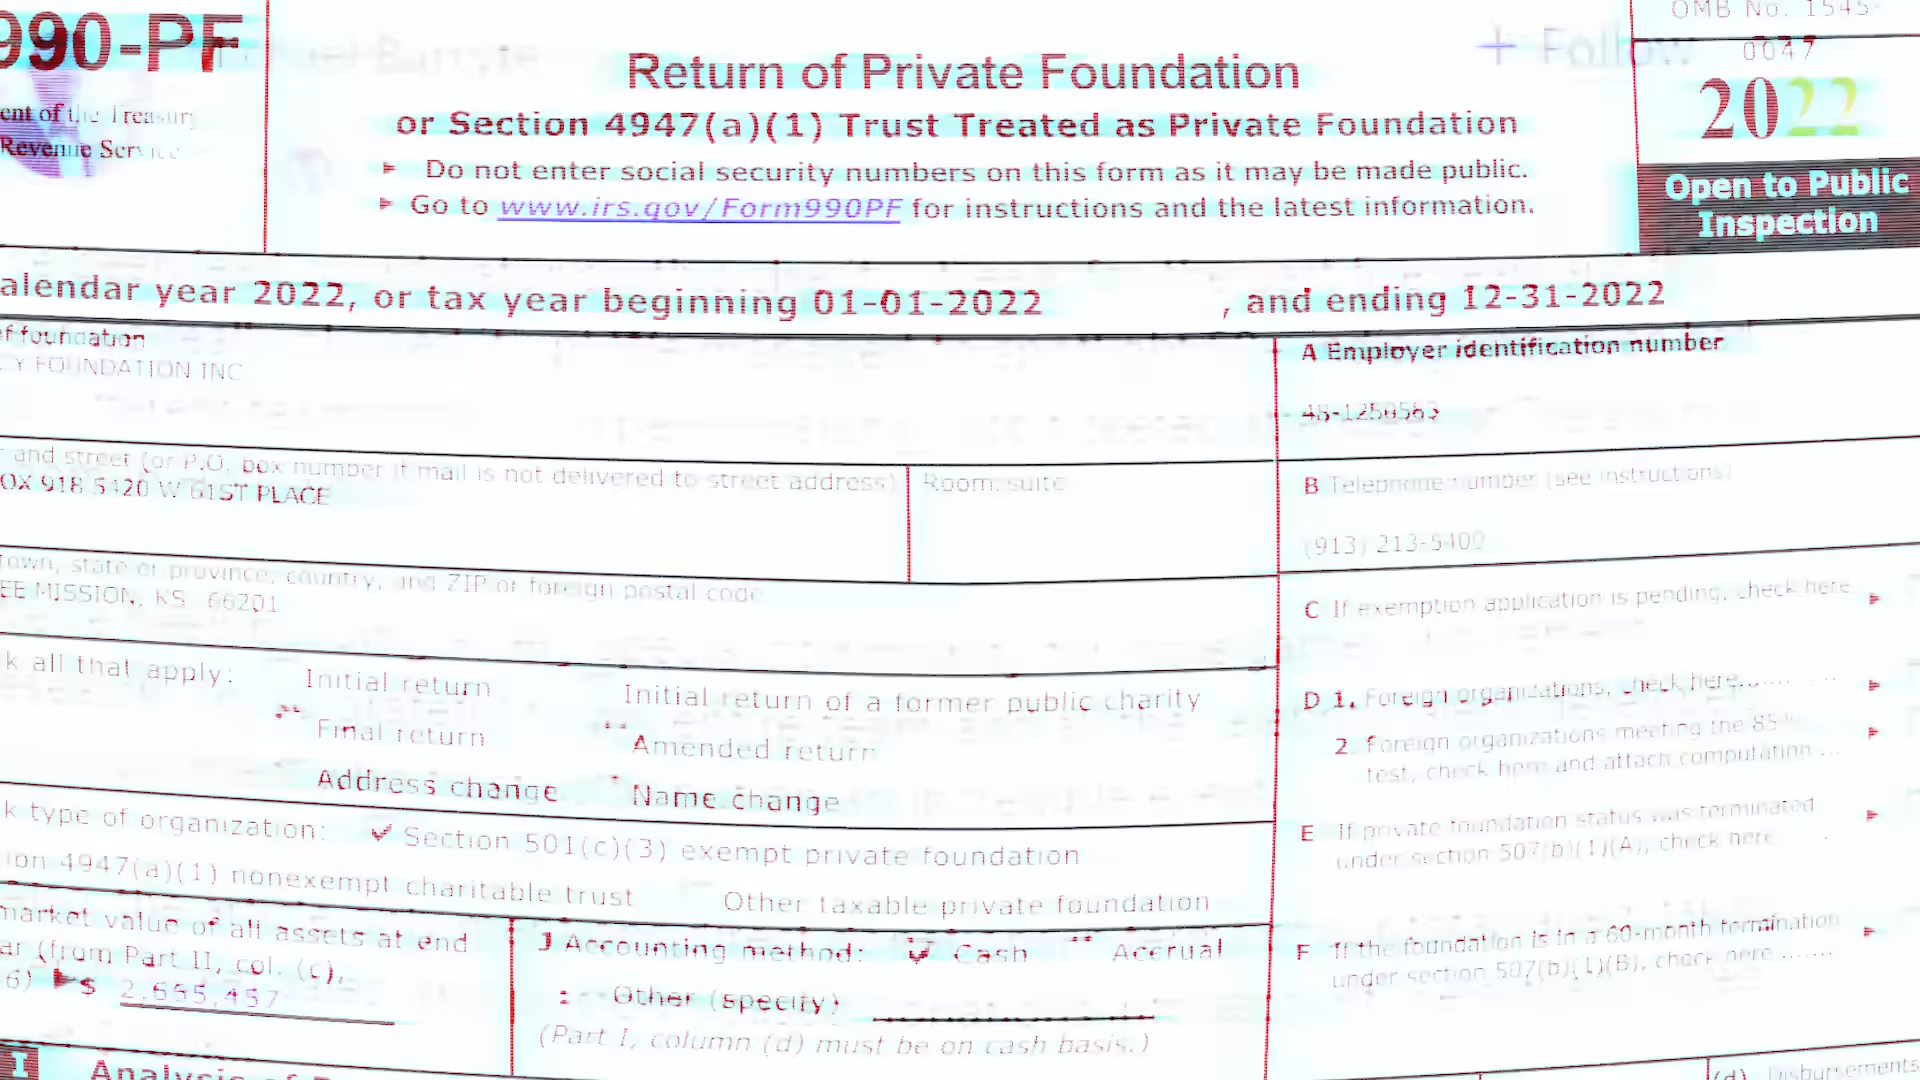 990-PF
OMB No. 1545-
0047
Return of Private Foundation
2022
or Section 4947(a)(1) Trust Treated as Private Foundation
ent of the Treasury
Revenue Service
► Do not enter social security numbers on this form as it may be made public.
► Go to www.irs.gov/Form990PF for instructions and the latest information.
Open to Public
Inspection
+ Follow
alendar year 2022, or tax year beginning 01-01-2022 , and ending 12-31-2022
of foundation
CY FOUNDATION INC
A Employer identification number
and street (or P.O. box number if mail is not delivered to street address)
Room/suite
OX 918 5420 W 61ST PLACE
B Telephone number (see instructions)
(913) 213-5400
Town, state or province, country, and ZIP or foreign postal code
EE MISSION, KS 66201
C If exemption application is pending, check here ►
k all that apply:
Initial return
Initial return of a former public charity
Final return
Amended return
Address change
Name change
D 1. Foreign organizations, check here...... ►
2. Foreign organizations meeting the 85%
test, check here and attach computation ... ►
k type of organization: ✓ Section 501(c)(3) exempt private foundation
ion 4947(a)(1) nonexempt charitable trust
Other taxable private foundation
E If private foundation status was terminated
under section 507(b)(1)(A), check here ►
market value of all assets at end
ar (from Part II, col. (c),
6) ►$ 2,665,457
J Accounting method: ✓ Cash Accrual
Other (specify)
(Part I, column (d) must be on cash basis.)
F If the foundation is in a 60-month termination
under section 507(b)(1)(B), check here ....... ►
I
(d) Disbursements